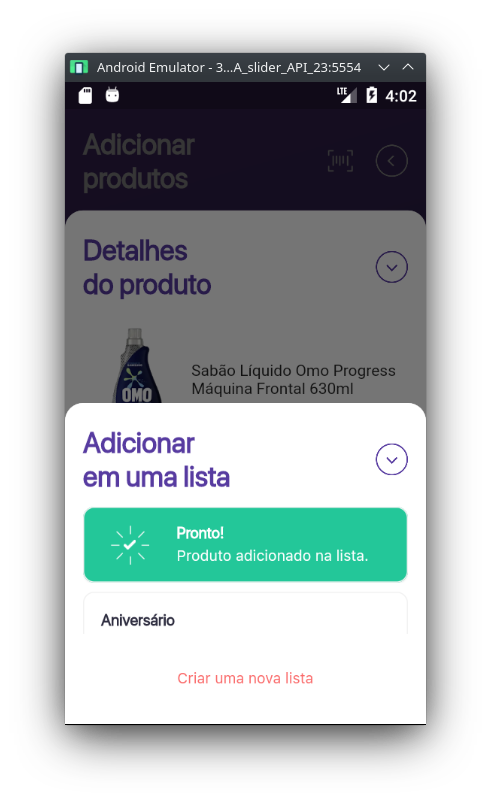 Android Emulator - 3...A_slider_API_23:5554
LTE 4:02
Adicionar
produtos
Detalhes
do produto
OMO
Sabão Líquido Omo Progress
Máquina Frontal 630ml
Adicionar
em uma lista
Pronto!
Produto adicionado na lista.
Aniversário
Criar uma nova lista